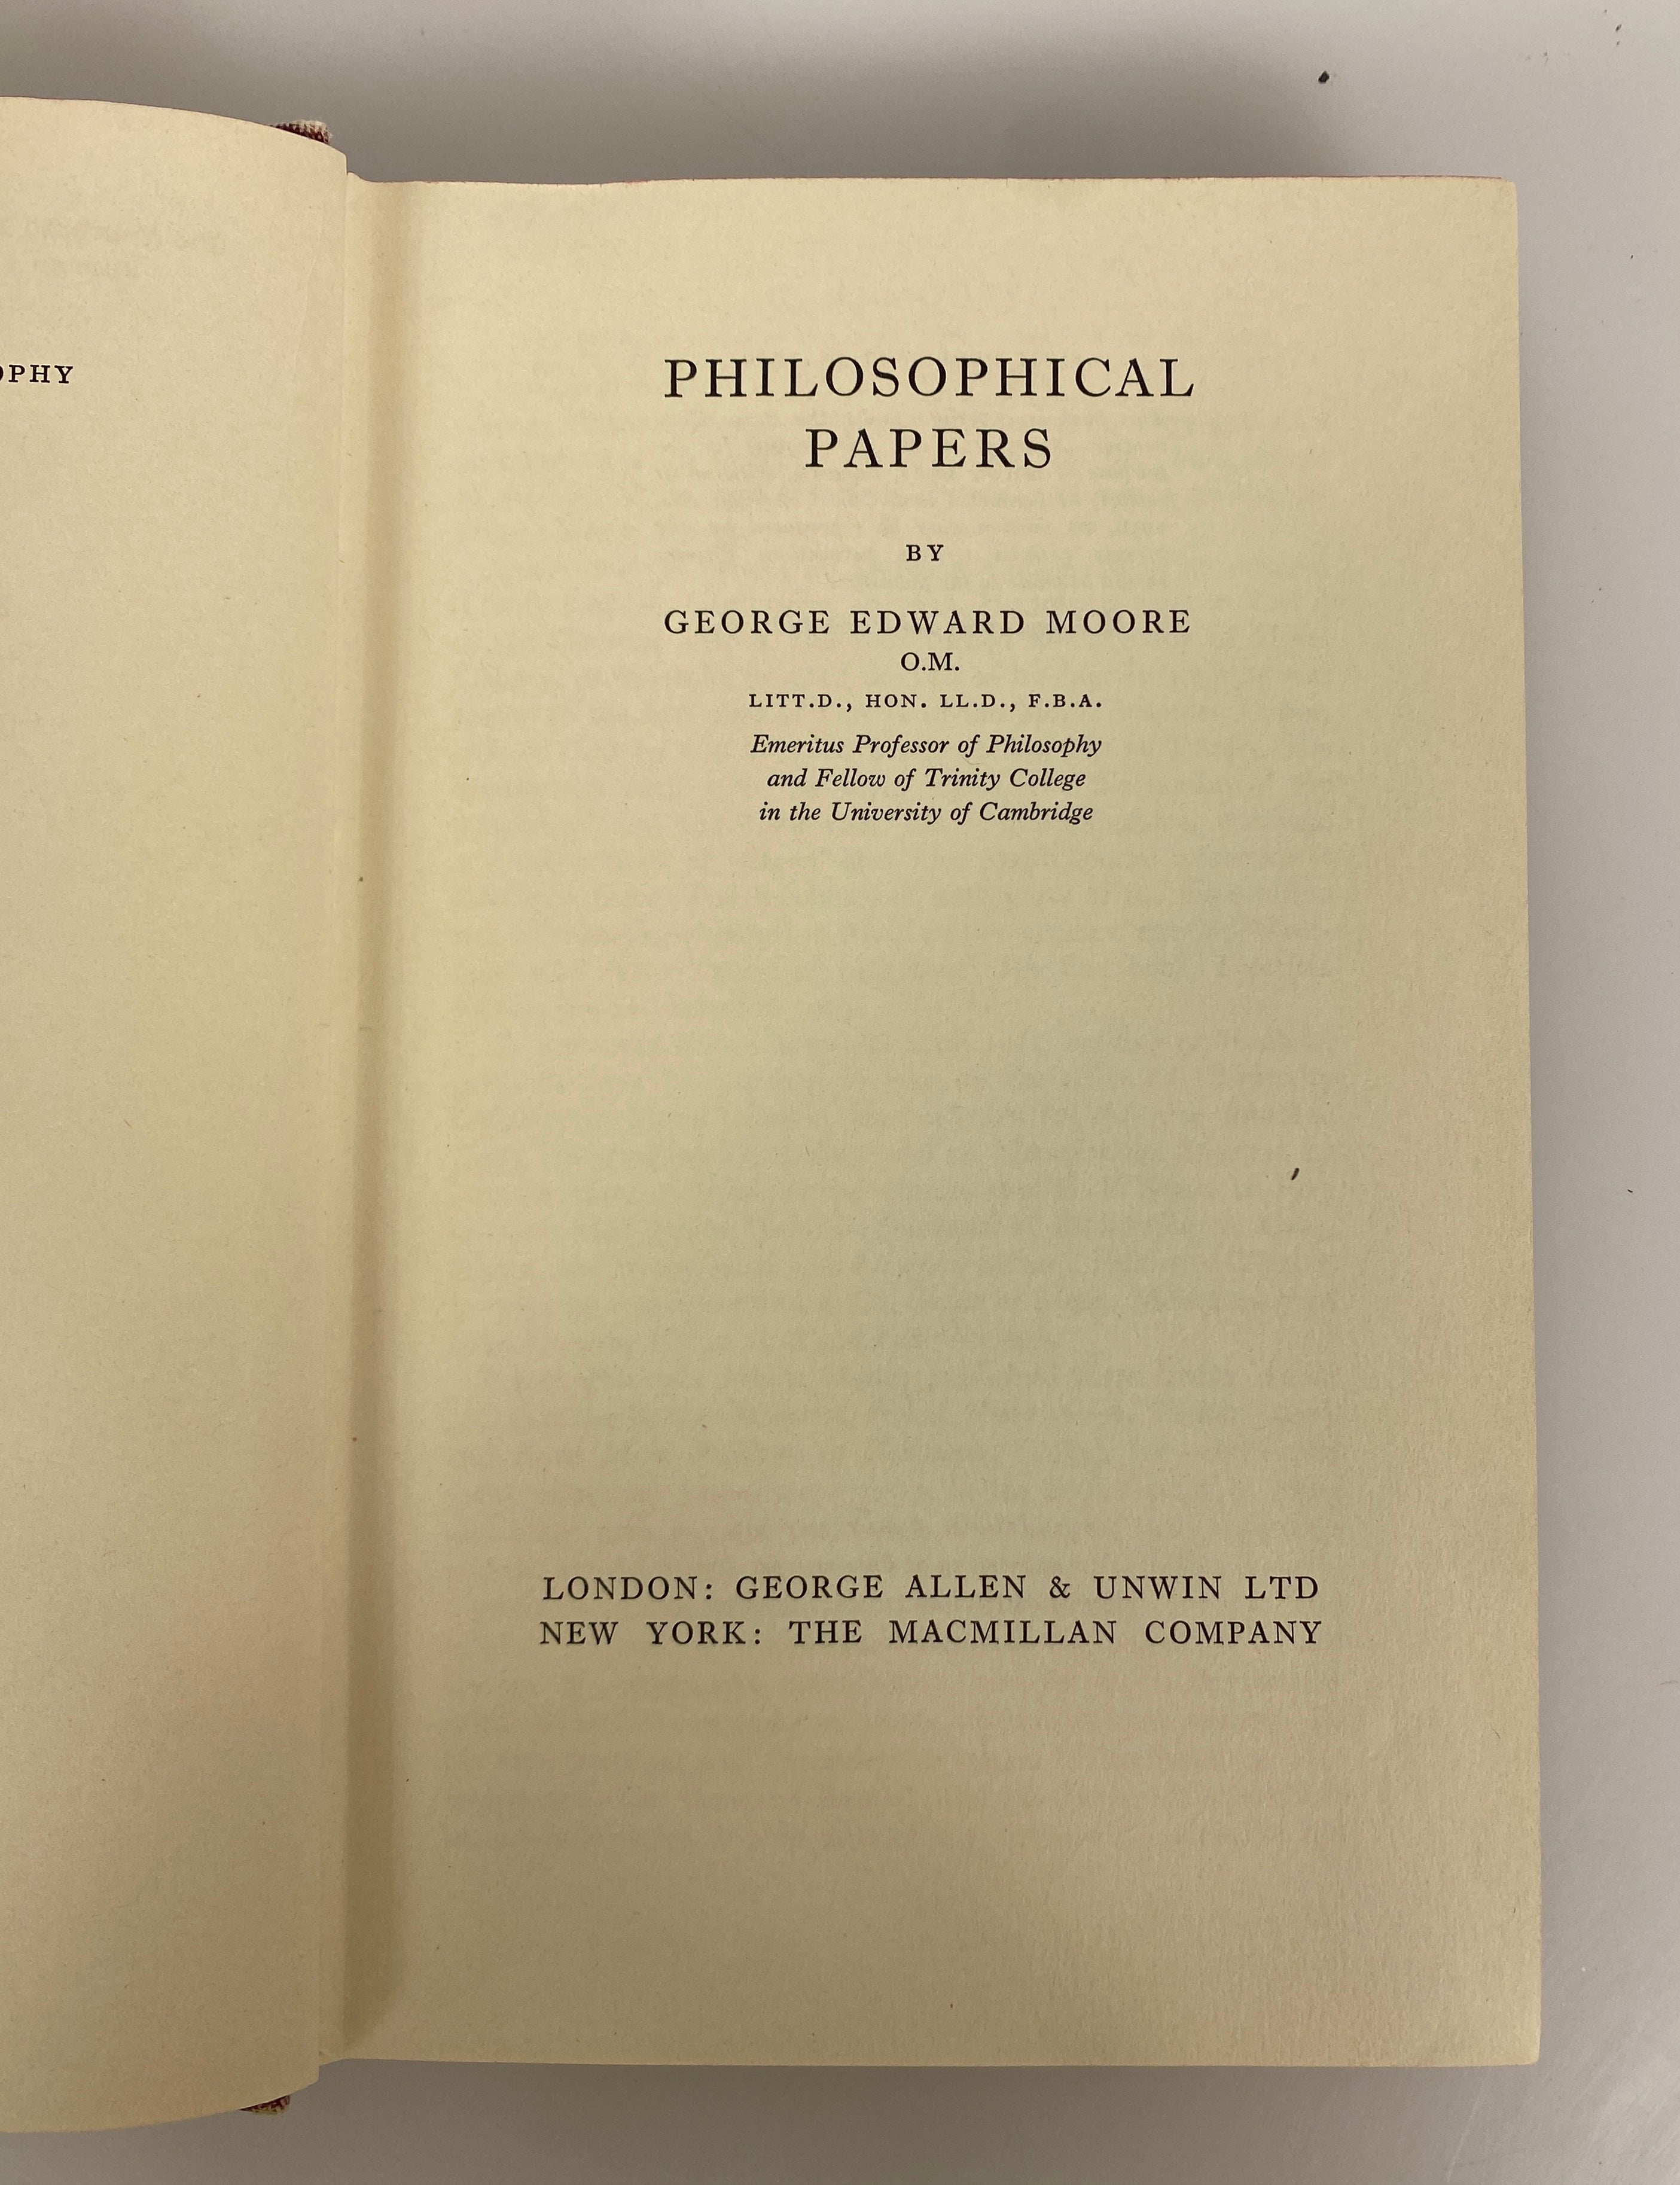 OPHY
PHILOSOPHICAL
PAPERS
BY
GEORGE EDWARD MOORE
O.M.
LITT.D., HON. LL.D., F.B.A.
Emeritus Professor of Philosophy
and Fellow of Trinity College
in the University of Cambridge
LONDON: GEORGE ALLEN & UNWIN LTD
NEW YORK: THE MACMILLAN COMPANY